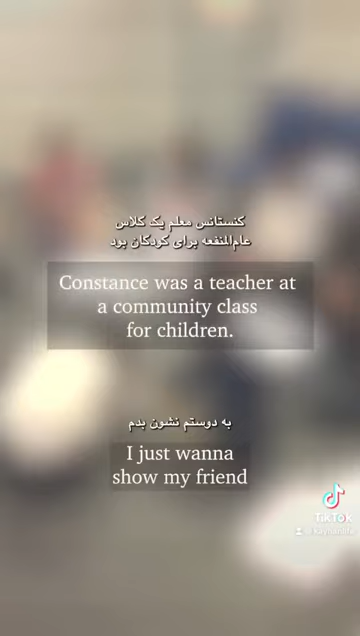 کنستانس معلم یک کلاس
عام‌المنفعه برای کودکان بود
Constance was a teacher at
a community class
for children.
به دوستم نشون بدم
I just wanna
show my friend
TikTok
@kayhanlife